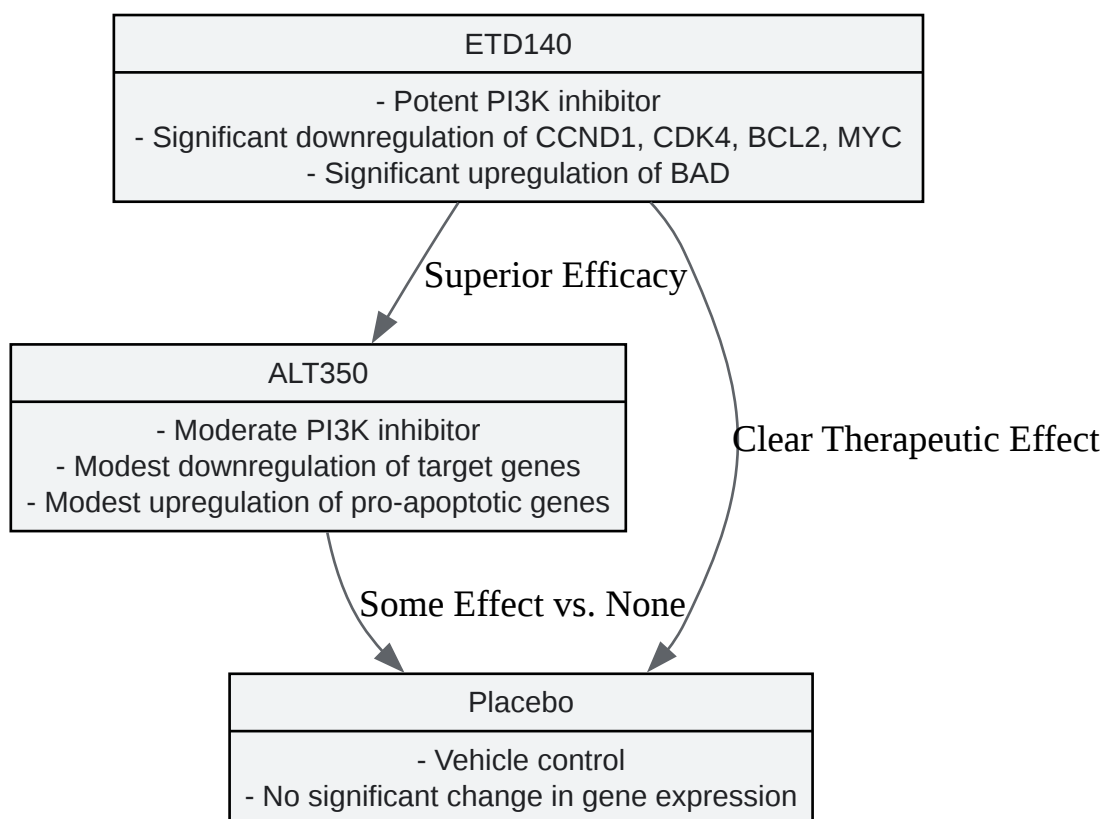 ETD140
- Potent PI3K inhibitor
- Significant downregulation of CCND1, CDK4, BCL2, MYC
- Significant upregulation of BAD
Superior Efficacy
ALT350
- Moderate PI3K inhibitor
- Modest downregulation of target genes
- Modest upregulation of pro-apoptotic genes
Clear Therapeutic Effect
Some Effect vs. None
Placebo
- Vehicle control
- No significant change in gene expression